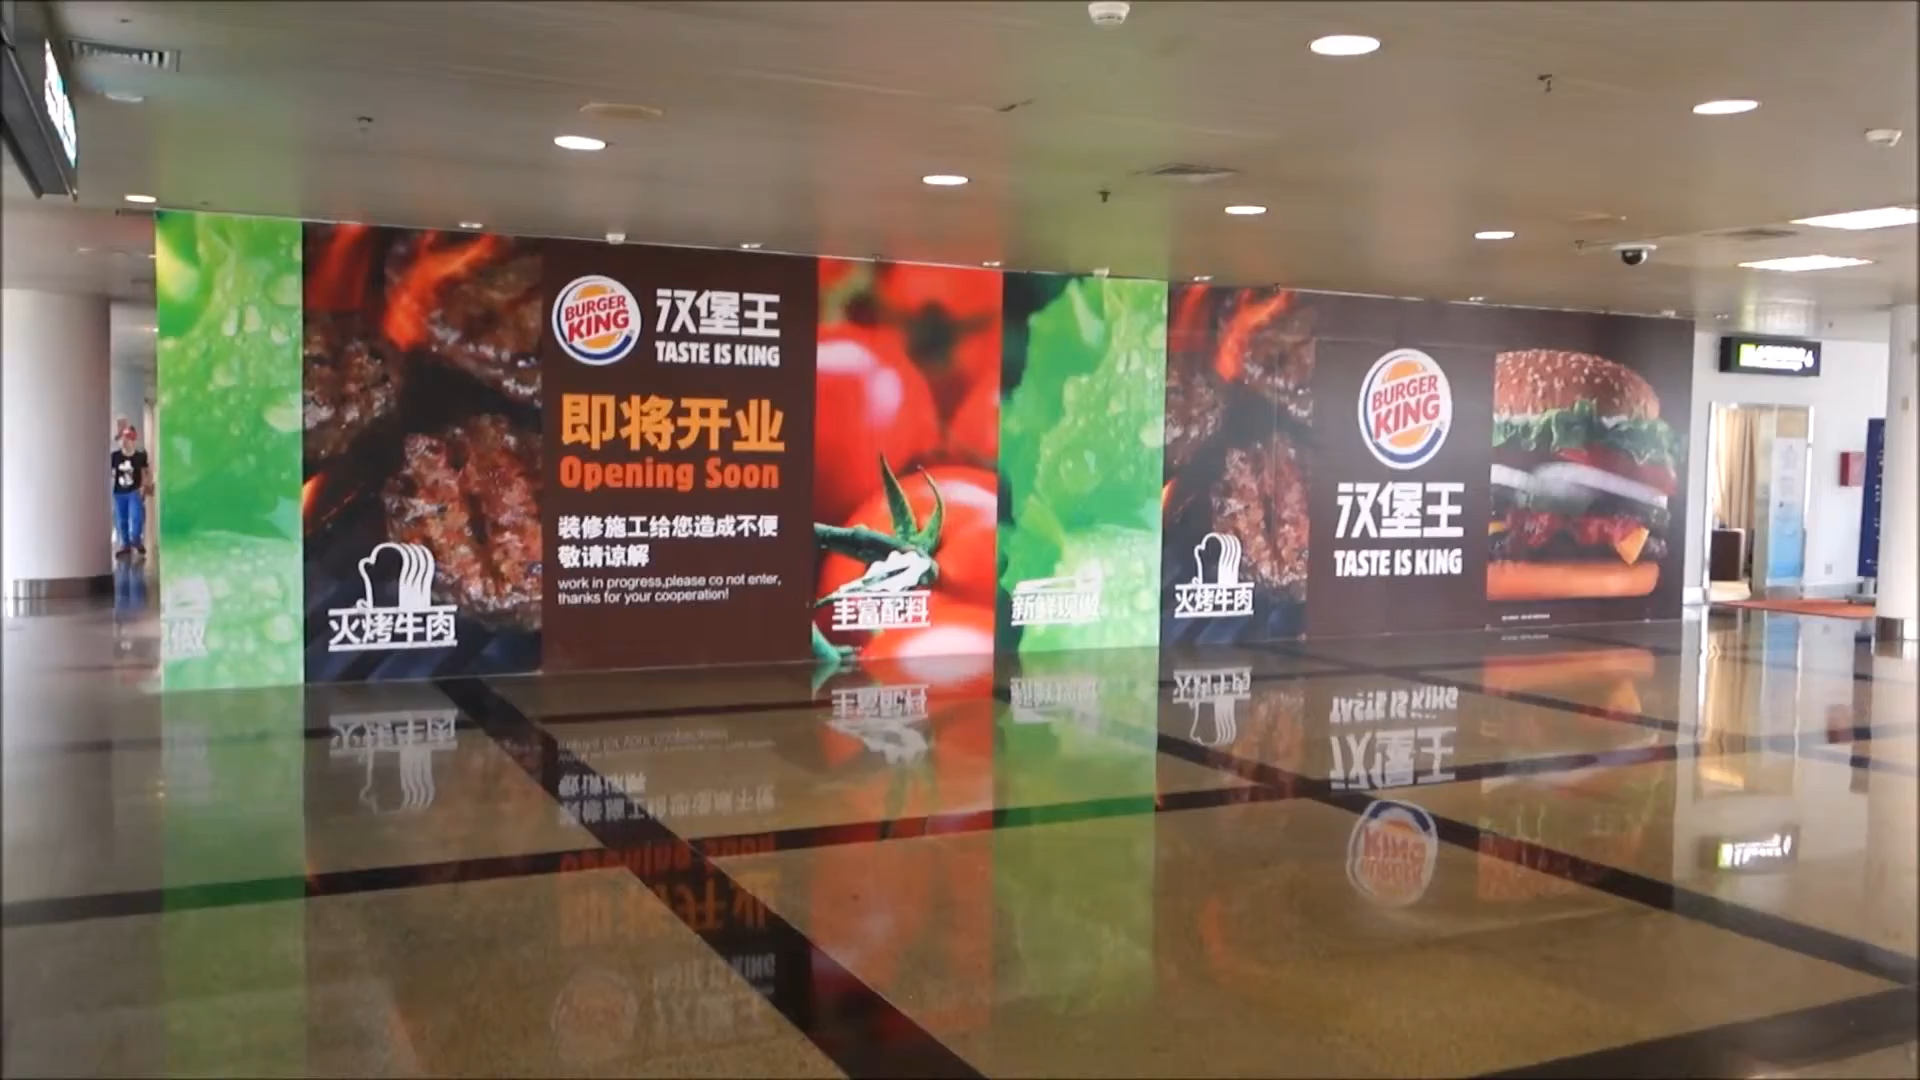 做
火烤牛肉
BURGER
KING
汉堡王
TASTE IS KING
即将开业
Opening Soon
装修施工给您造成不便
敬请谅解
work in progress,please co not enter,
thanks for your cooperation!
丰富配料
新鲜现做
火烤牛肉
BURGER
KING
汉堡王
TASTE IS KING